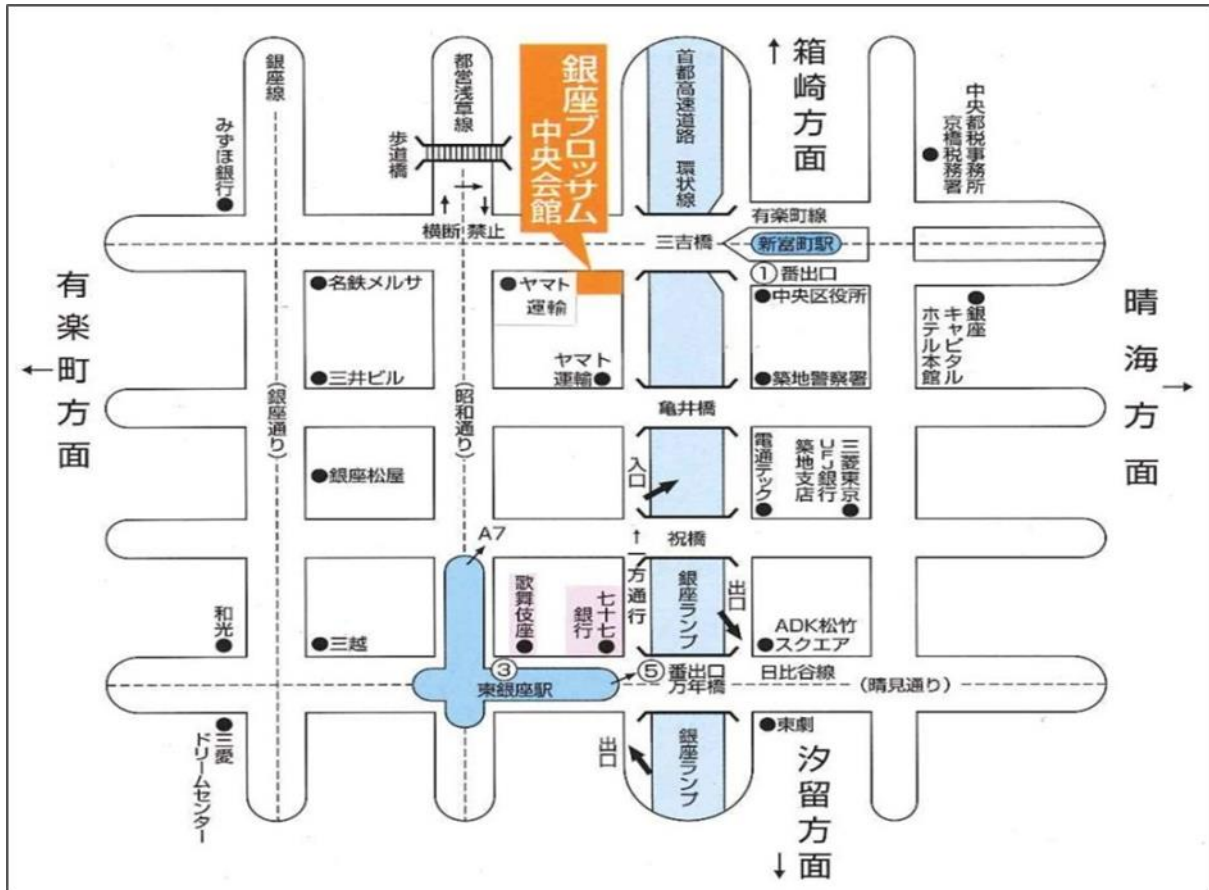 銀座線
都営浅草線
銀座ブロッサム
中央会館
首都高速道路 環状線
↑箱崎方面
中央都税事務所
京橋税務署
みずほ銀行
歩道橋
横断禁止
三吉橋
有楽町線
新富町駅
①番出口
名鉄メルサ
ヤマト
運輸
中央区役所
銀座
キャピタル
ホテル本館
←有楽町方面
晴海方面→
三井ビル
(銀座通り)
(昭和通り)
ヤマト
運輸
築地警察署
亀井橋
銀座松屋
入口
電通テック
三菱東京
UFJ銀行
築地支店
A7
祝橋
↑一方通行
和光
三越
歌舞伎座
七十七
銀行
銀座ランプ
出口
ADK松竹
スクエア
③
東銀座駅
⑤番出口
万年橋
日比谷線
(晴見通り)
三愛
ドリームセンター
出口
銀座ランプ
東劇
汐留方面↓